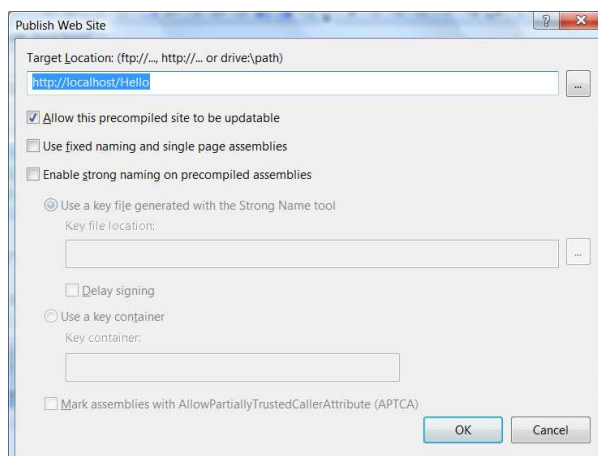 Publish Web Site
Target Location: (ftp://..., http://... or drive:\path)
http://localhost/Hello
...
Allow this precompiled site to be updatable
Use fixed naming and single page assemblies
Enable strong naming on precompiled assemblies
Use a key file generated with the Strong Name tool
Key file location:
...
Delay signing
Use a key container
Key container:
Mark assemblies with AllowPartiallyTrustedCallerAttribute (APTCA)
OK Cancel